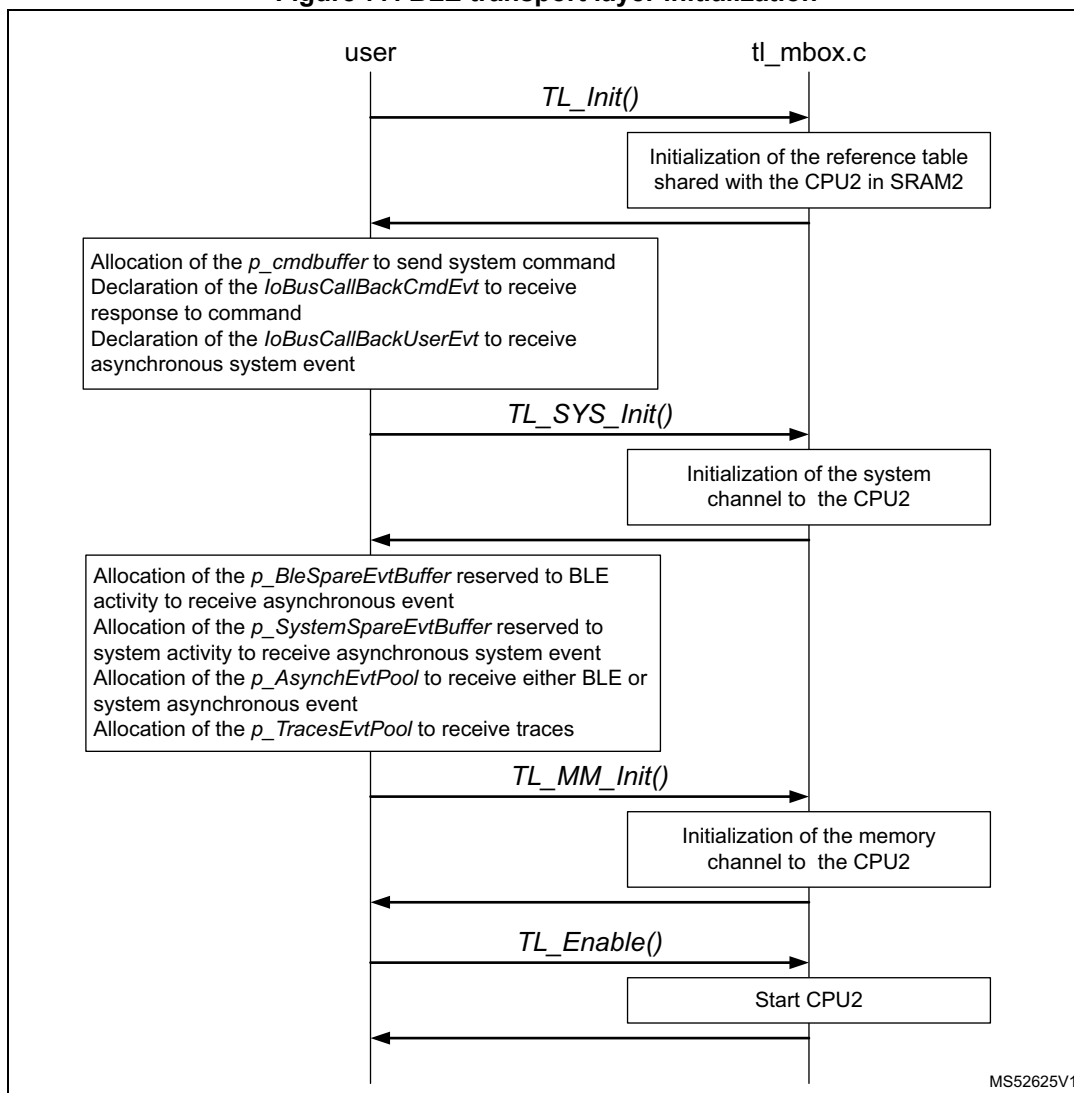 user
tl_mbox.c
TL_Init()
Initialization of the reference table
shared with the CPU2 in SRAM2
Allocation of the p_cmdbuffer to send system command
Declaration of the IoBusCallBackCmdEvt to receive
response to command
Declaration of the IoBusCallBackUserEvt to receive
asynchronous system event
TL_SYS_Init()
Initialization of the system
channel to the CPU2
Allocation of the p_BleSpareEvtBuffer reserved to BLE
activity to receive asynchronous event
Allocation of the p_SystemSpareEvtBuffer reserved to
system activity to receive asynchronous system event
Allocation of the p_AsynchEvtPool to receive either BLE or
system asynchronous event
Allocation of the p_TracesEvtPool to receive traces
TL_MM_Init()
Initialization of the memory
channel to the CPU2
TL_Enable()
Start CPU2
MS52625V1